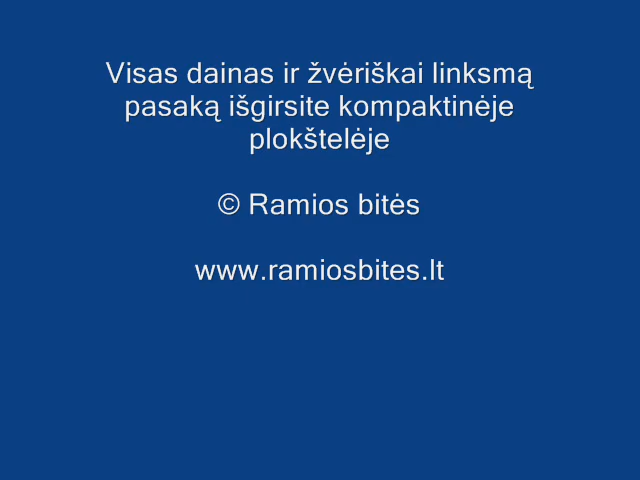 Visas dainas ir žvėriškai linksmą
pasaką išgirsite kompaktinėje
plokštelėje
© Ramios bitės
www.ramiosbites.lt